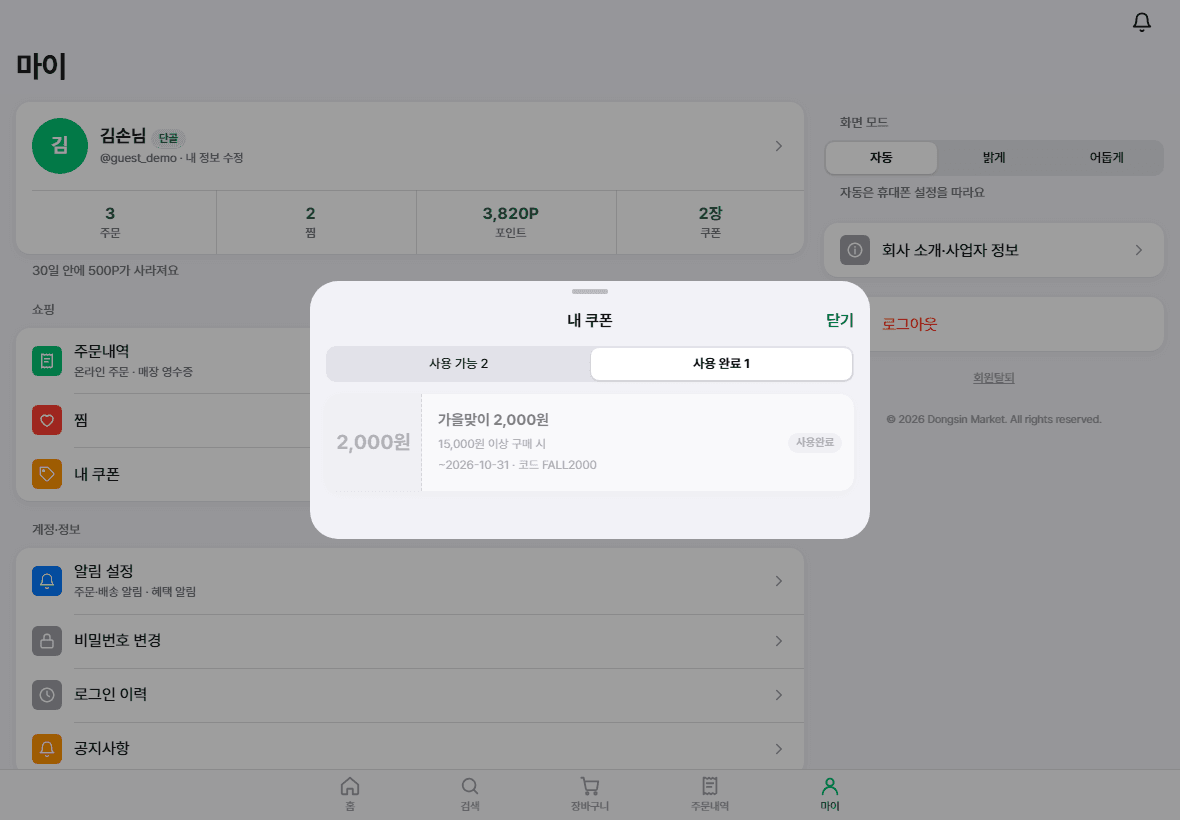 마이
김
김손님 단골
@guest_demo · 내 정보 수정
3
주문
2
찜
3,820P
포인트
2장
쿠폰
30일 안에 500P가 사라져요
쇼핑
주문내역
온라인 주문 · 매장 영수증
찜
내 쿠폰
계정·정보
알림 설정
주문·배송 알림 · 혜택 알림
비밀번호 변경
로그인 이력
공지사항
화면 모드
자동 밝게 어둡게
자동은 휴대폰 설정을 따라요
회사 소개·사업자 정보
로그아웃
회원탈퇴
© 2026 Dongsin Market. All rights reserved.
내 쿠폰
닫기
사용 가능 2
사용 완료 1
2,000원
가을맞이 2,000원
15,000원 이상 구매 시
~2026-10-31 · 코드 FALL2000
사용완료
홈 검색 장바구니 주문내역 마이